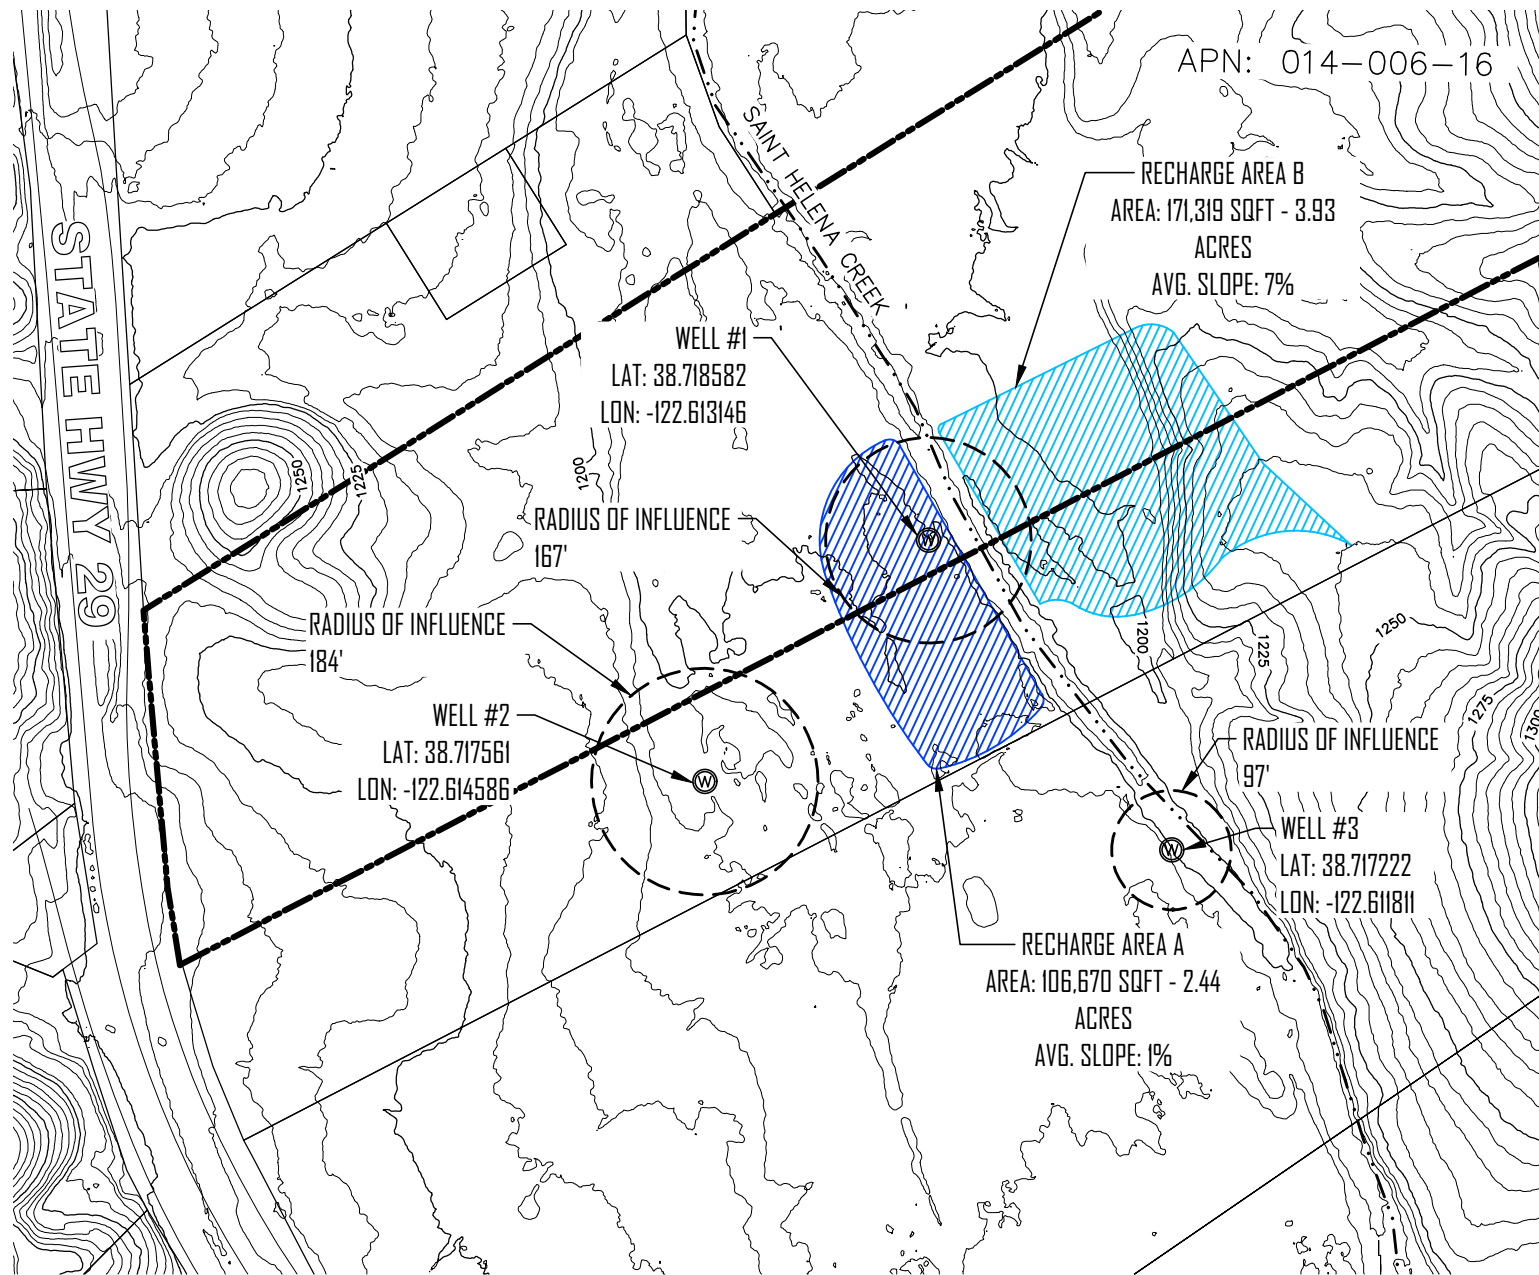 APN: 014-006-16
SAINT HELENA CREEK
RECHARGE AREA B
AREA: 171,319 SQFT - 3.93
ACRES
AVG. SLOPE: 7%
STATE HWY 29
WELL #1
LAT: 38.718582
LON: -122.613146
1250
1225
1200
RADIUS OF INFLUENCE
167'
W
RADIUS OF INFLUENCE
184'
1200
1225
1250
1275
1300
WELL #2
LAT: 38.717561
LON: -122.614586
W
RADIUS OF INFLUENCE
97'
WELL #3
LAT: 38.717222
LON: -122.611811
W
RECHARGE AREA A
AREA: 106,670 SQFT - 2.44
ACRES
AVG. SLOPE: 1%